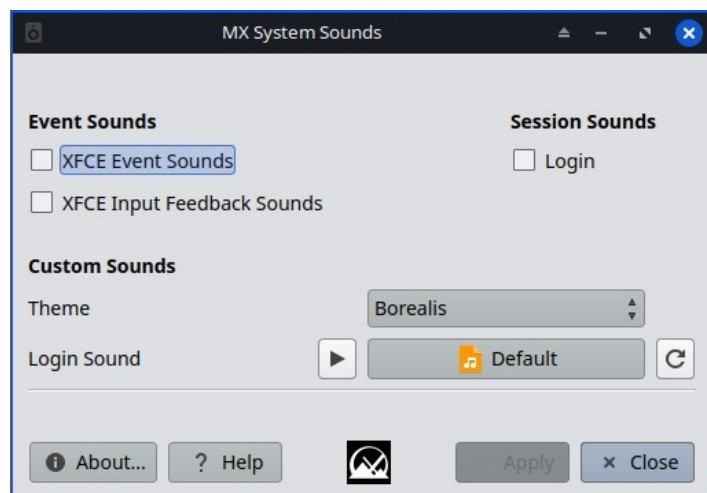 MX System Sounds
Event Sounds
Session Sounds
XFCE Event Sounds
Login
XFCE Input Feedback Sounds
Custom Sounds
Theme
Borealis
Login Sound
Default
About...
? Help
Apply
Close